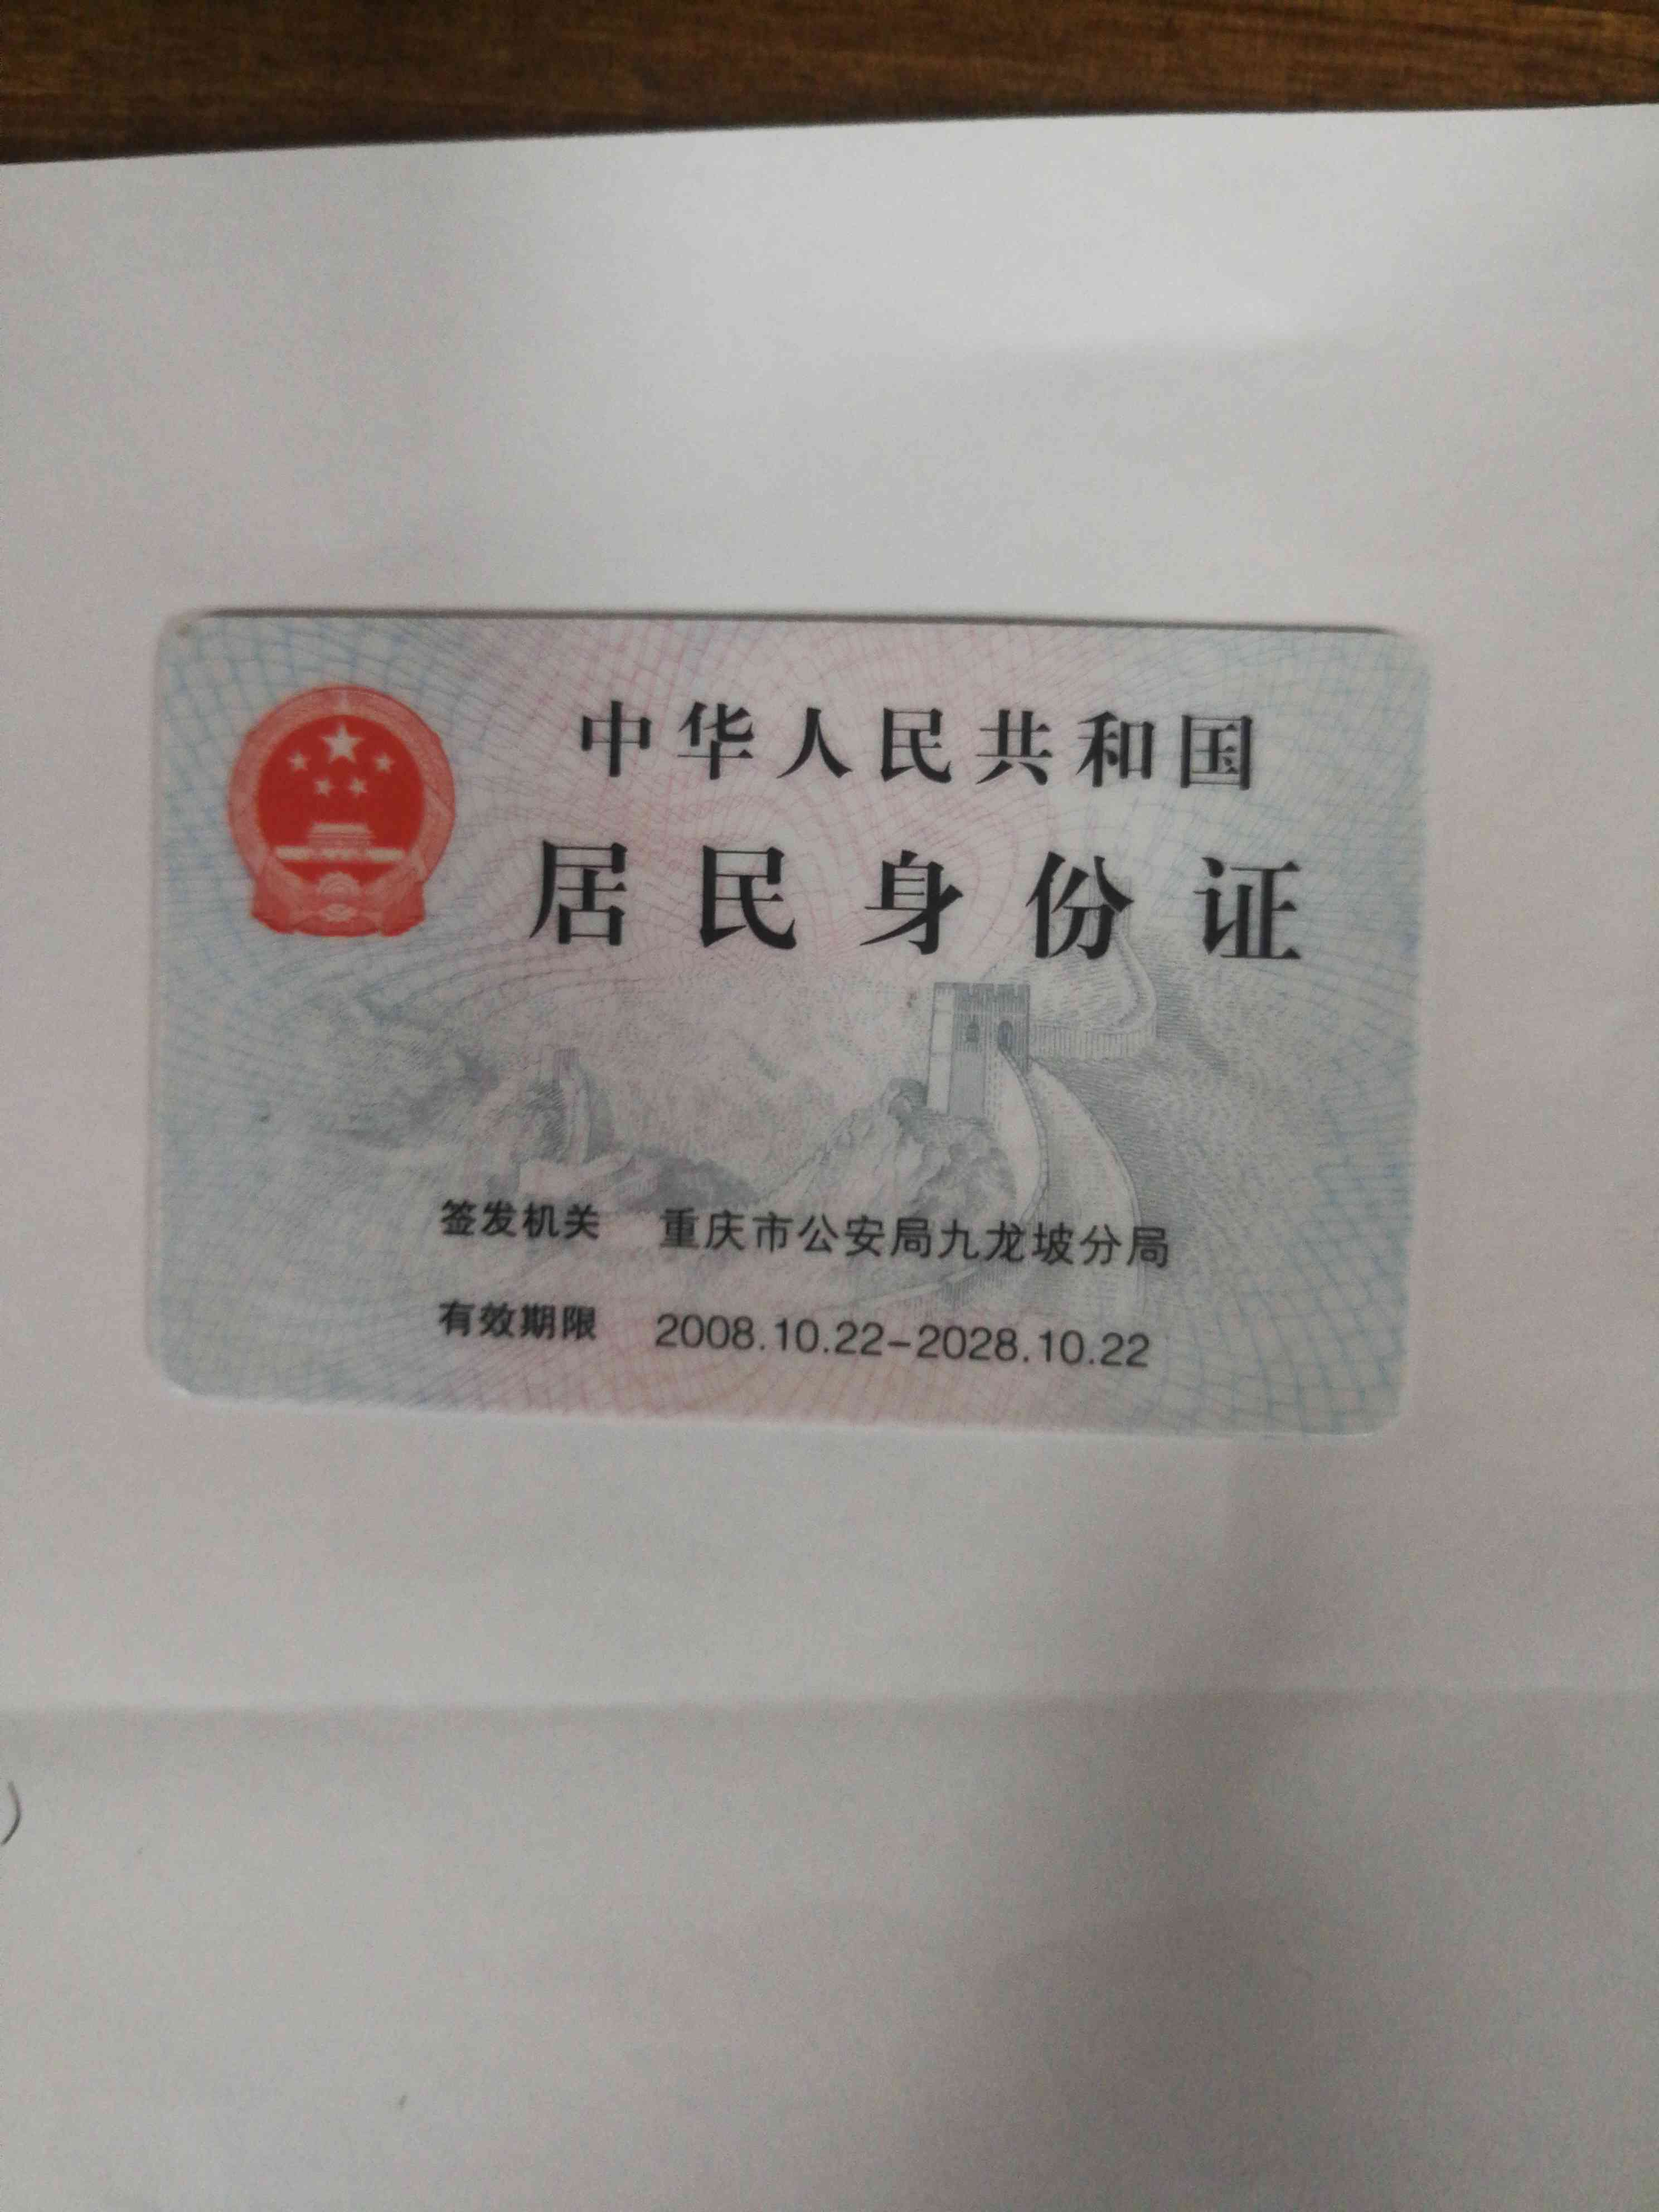 中华人民共和国
居民身份证
签发机关 重庆市公安局九龙坡分局
有效期限 2008.10.22-2028.10.22
)